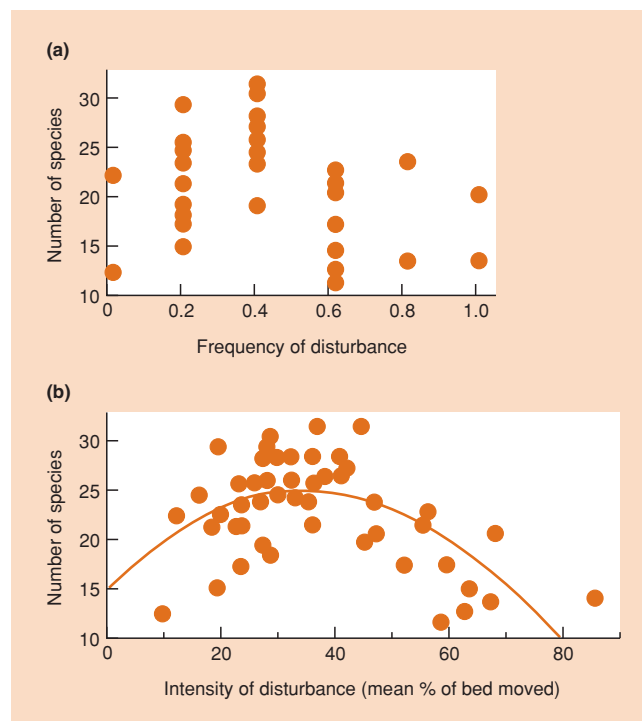 (a)
30
25
20
15
10
Number of species
0 0.2 0.4 0.6 0.8 1.0
Frequency of disturbance
(b)
30
25
20
15
10
Number of species
0 20 40 60 80
Intensity of disturbance (mean % of bed moved)